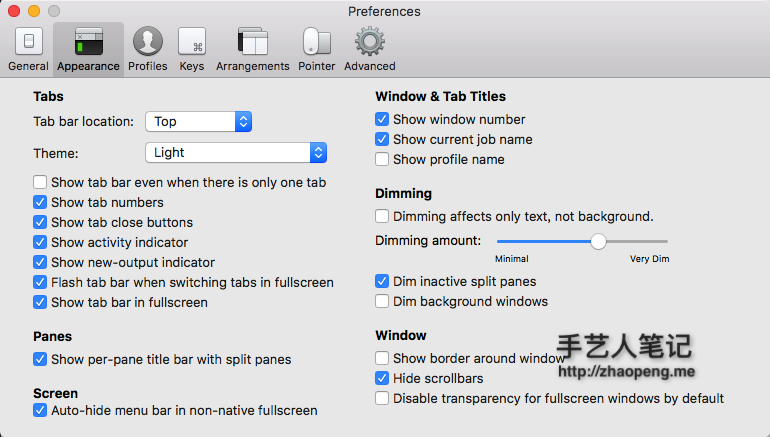 Preferences
General Appearance Profiles Keys Arrangements Pointer Advanced
Tabs
Tab bar location: Top
Theme: Light
Show tab bar even when there is only one tab
Show tab numbers
Show tab close buttons
Show activity indicator
Show new-output indicator
Flash tab bar when switching tabs in fullscreen
Show tab bar in fullscreen
Panes
Show per-pane title bar with split panes
Screen
Auto-hide menu bar in non-native fullscreen
Window & Tab Titles
Show window number
Show current job name
Show profile name
Dimming
Dimming affects only text, not background.
Dimming amount:
Minimal Very Dim
Dim inactive split panes
Dim background windows
Window
Show border around window
Hide scrollbars
Disable transparency for fullscreen windows by default
手艺人笔记
http://zhaopeng.me